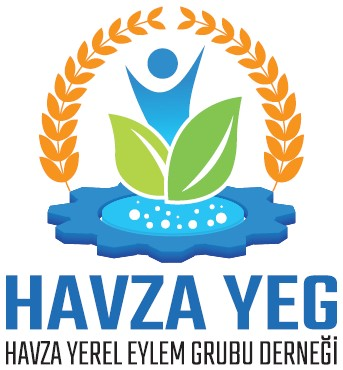 HAVZA YEG
HAVZA YEREL EYLEM GRUBU DERNEĞİ